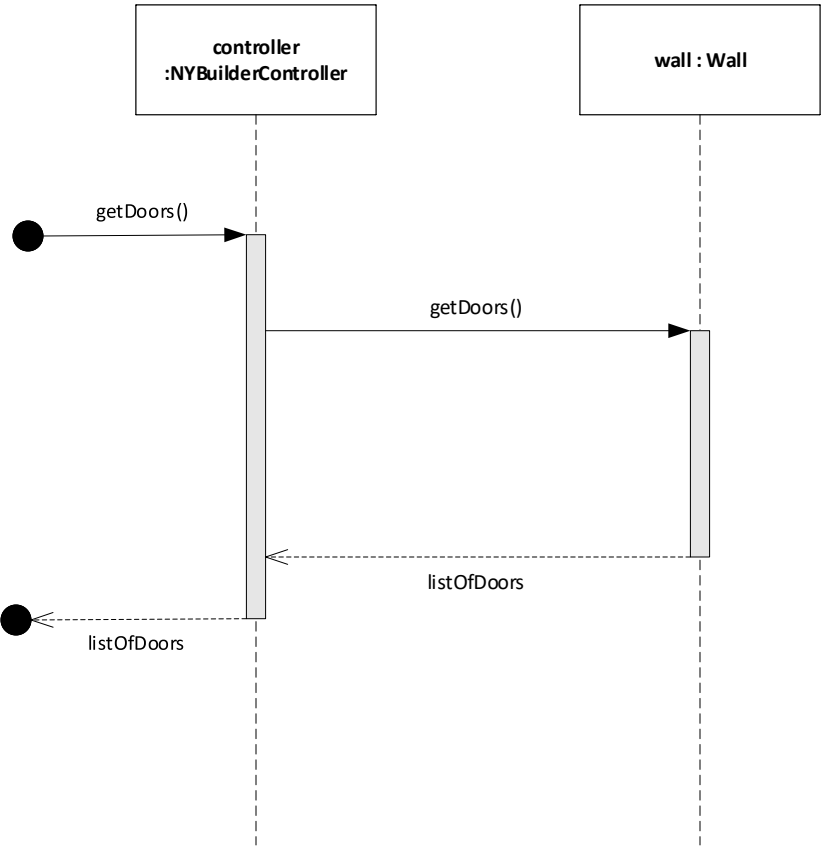 controller
:NYBuilderController
wall : Wall
getDoors()
getDoors()
listOfDoors
listOfDoors